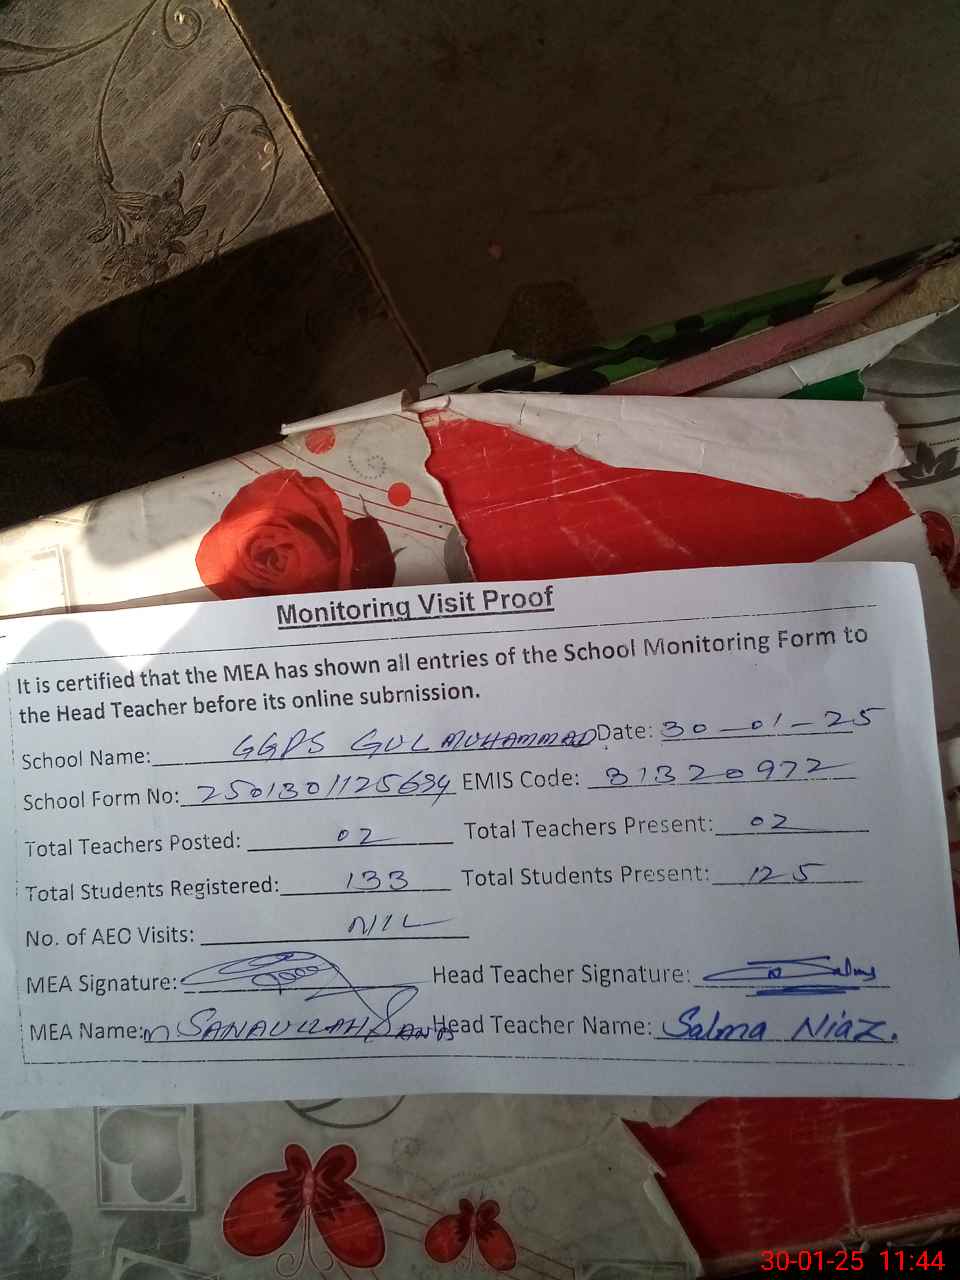 Monitoring Visit Proof
It is certified that the MEA has shown all entries of the School Monitoring Form to
the Head Teacher before its online submission.
School Name: GGPS GUL MUHAMMAD Date: 30-01-25
School Form No: 2501301125634 EMIS Code: 31320972
Total Teachers Posted: 02 Total Teachers Present: 02
Total Students Registered: 133 Total Students Present: 125
No. of AEO Visits: NIL
MEA Signature: Head Teacher Signature: Salma
MEA Name: M SANAULLAH Head Teacher Name: Salma Niaz.
30-01-25 11:44